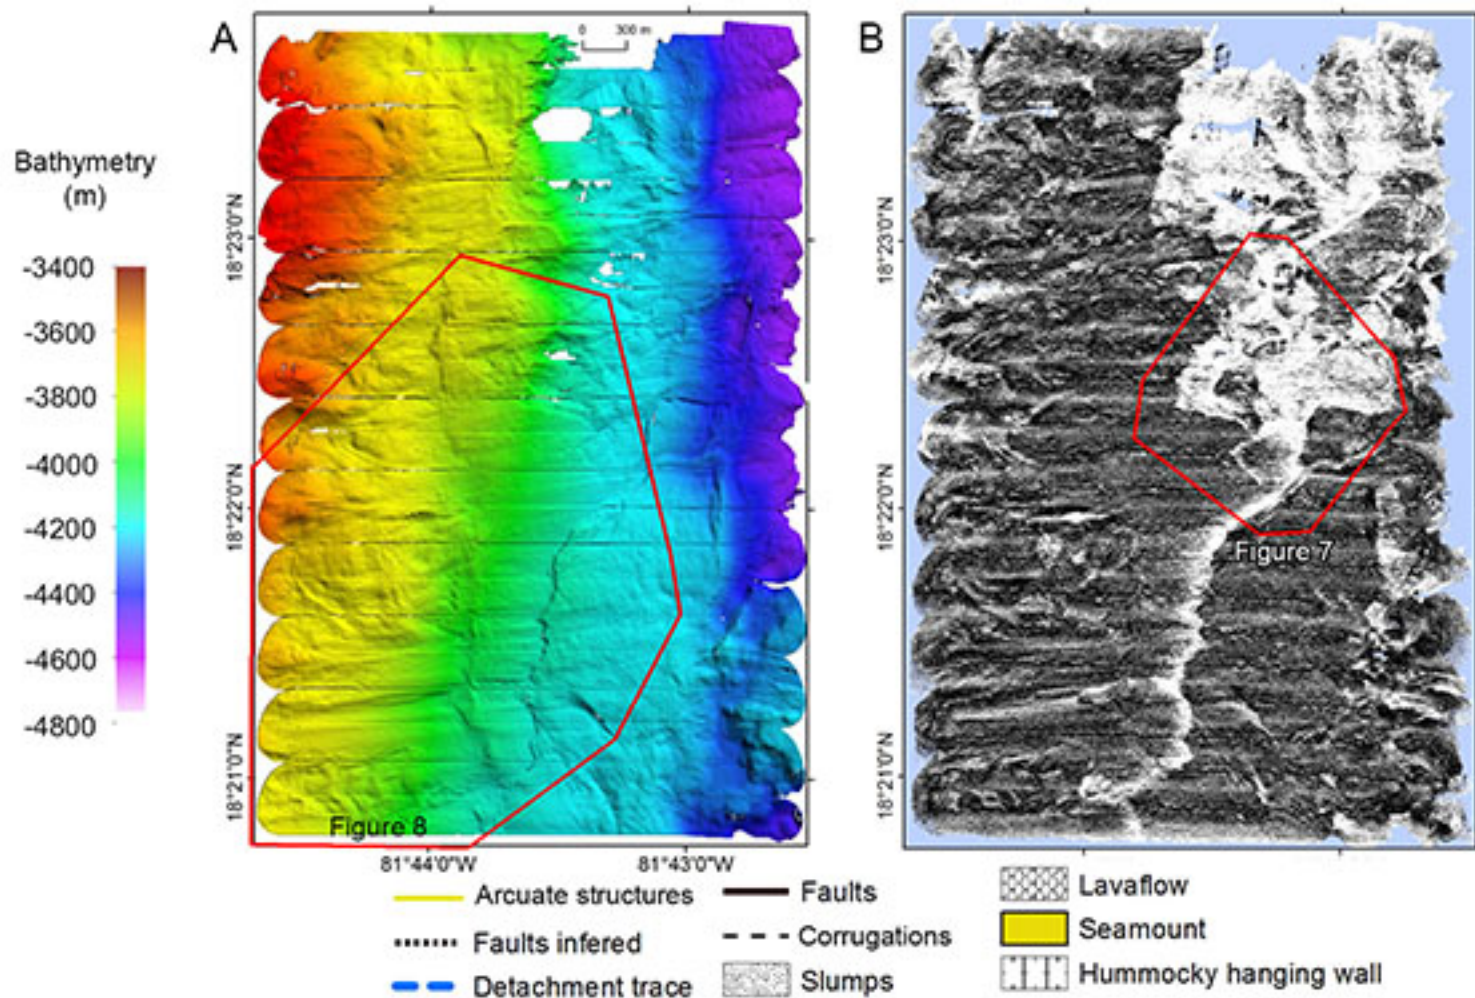 A
0 300 m
B
Bathymetry
(m)
-3400
-3600
-3800
-4000
-4200
-4400
-4600
-4800
18°23'0"N
18°22'0"N
18°21'0"N
18°23'0"N
18°22'0"N
18°21'0"N
Figure 7
Figure 8
81°44'0"W
81°43'0"W
Arcuate structures
Faults infered
Detachment trace
Faults
Corrugations
Slumps
Lavaflow
Seamount
Hummocky hanging wall